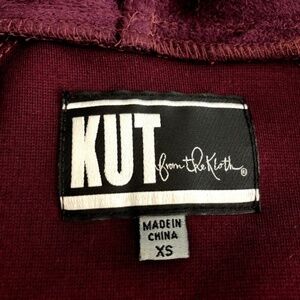 KUT from the Kloth®
MADE IN
CHINA
XS